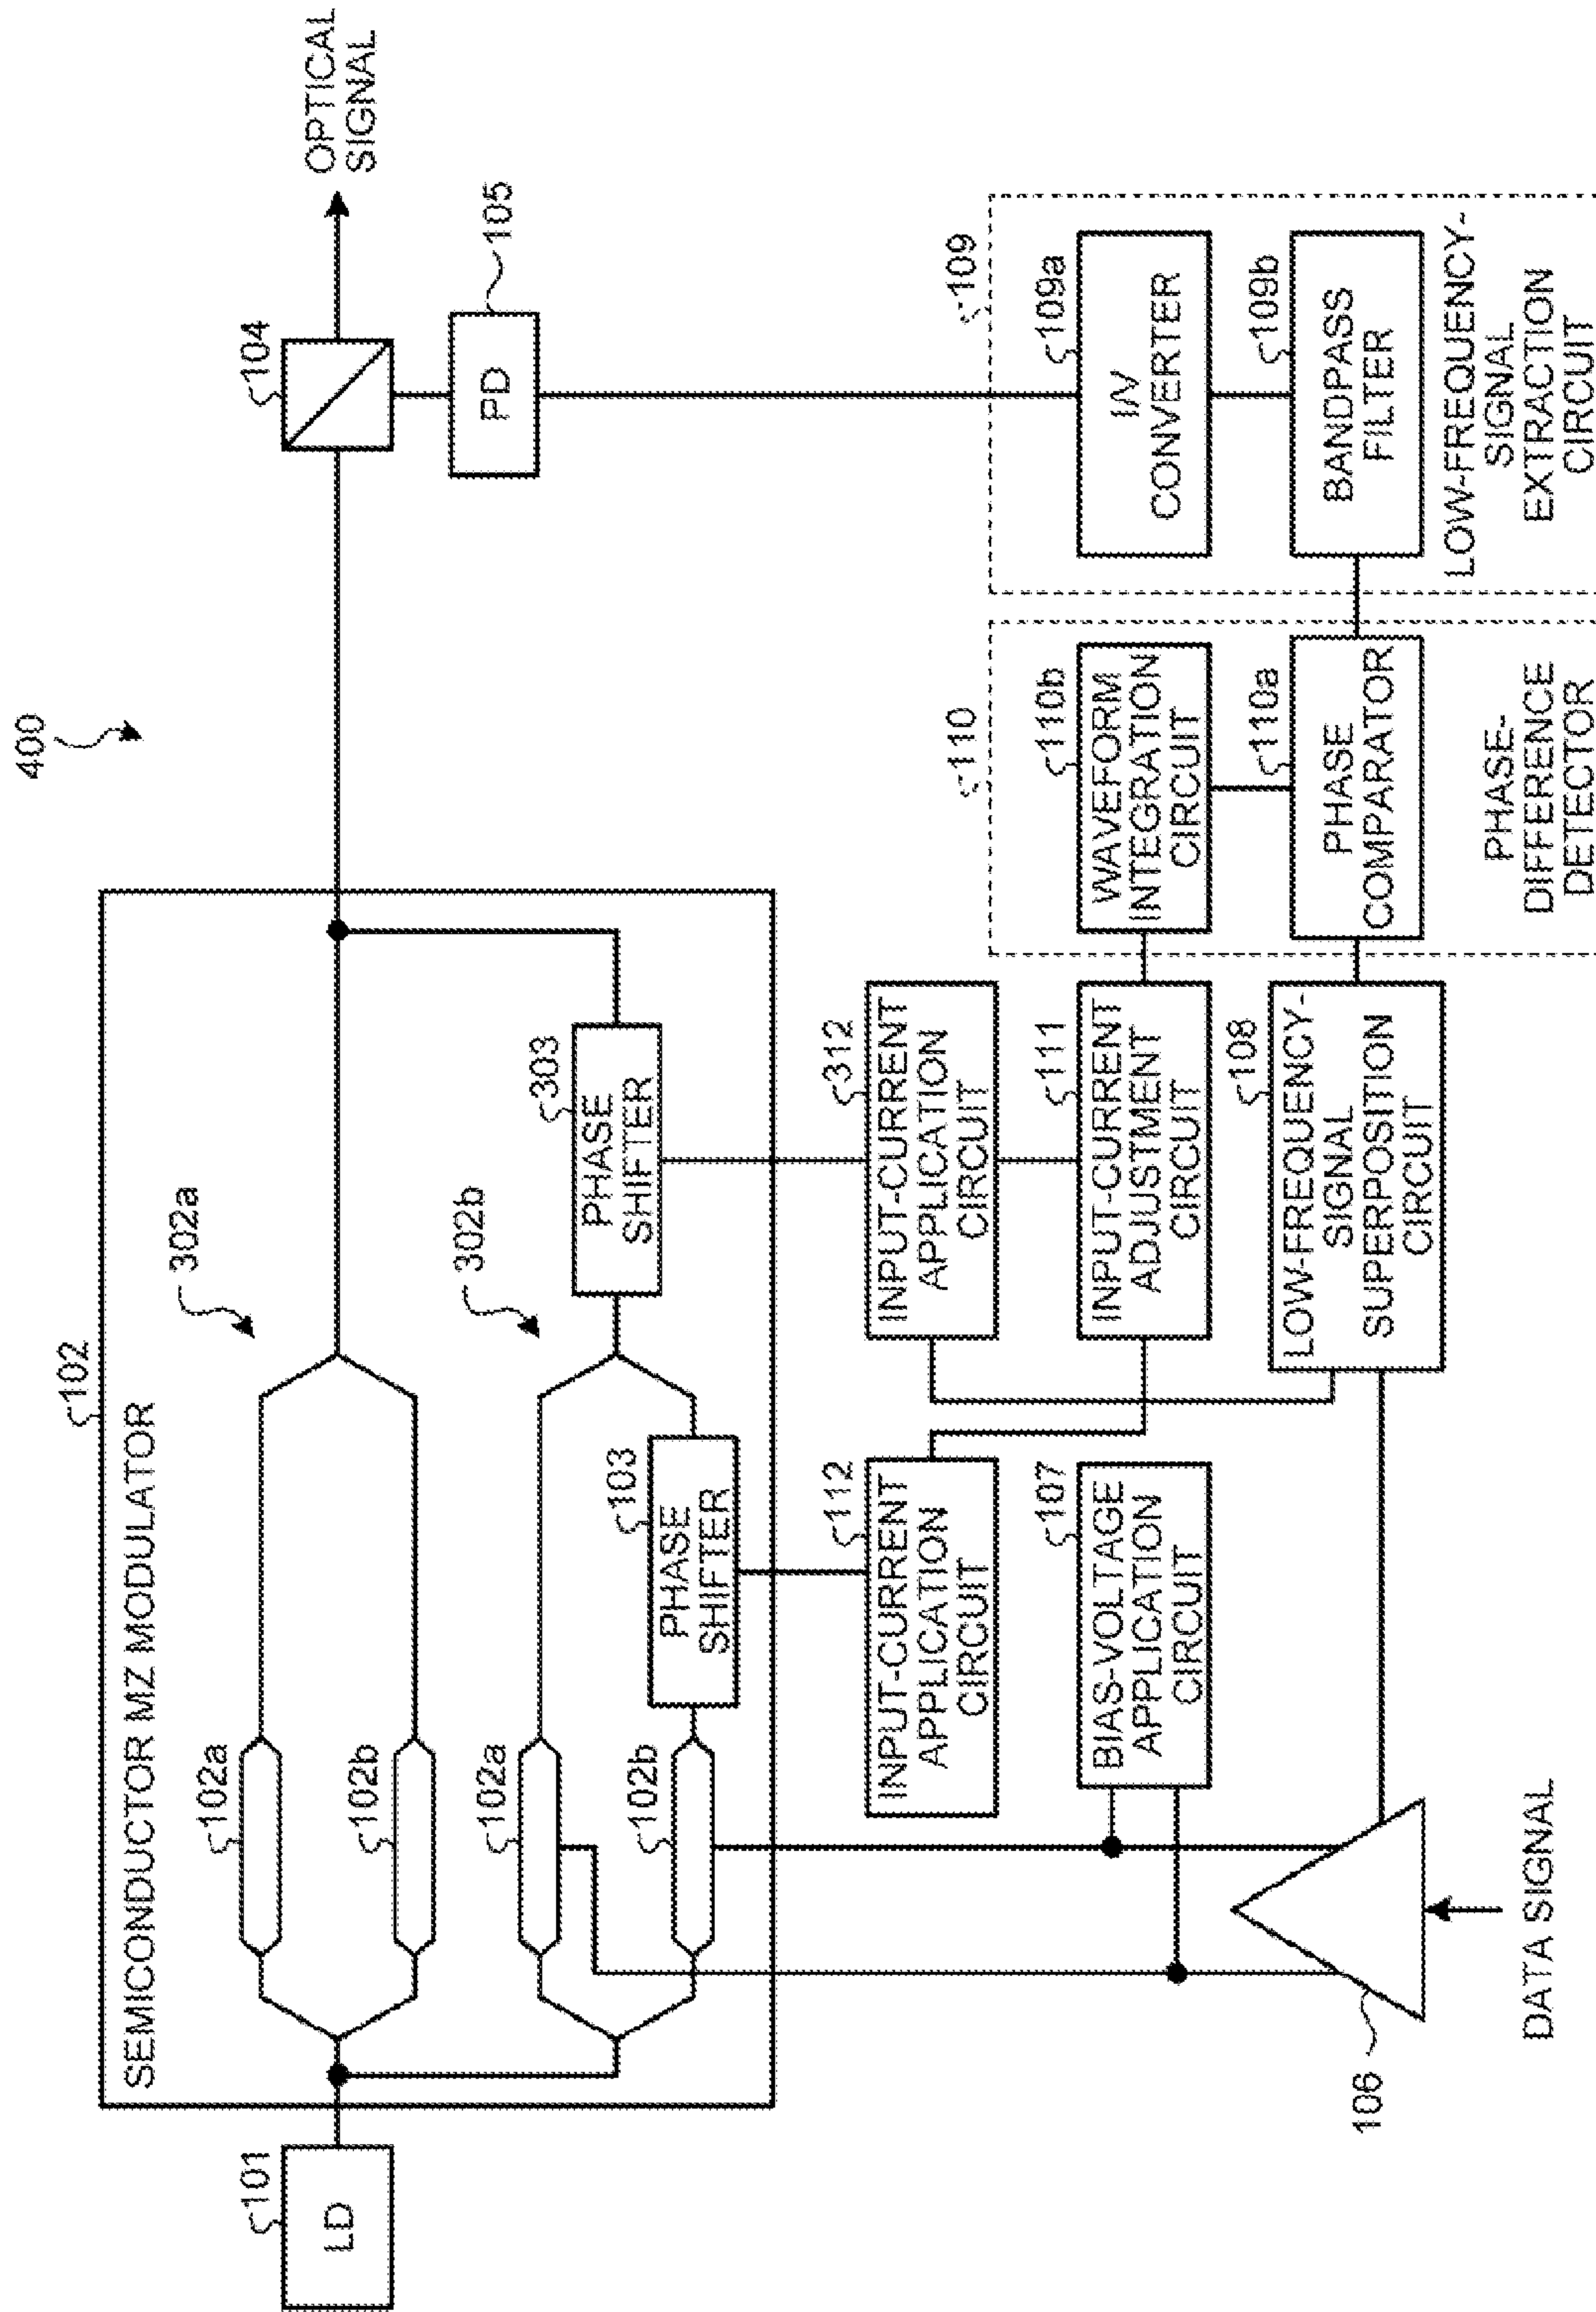 400
102
SEMICONDUCTOR MZ MODULATOR
302a
102a
101
LD
102b
104
OPTICAL
SIGNAL
302b
102a
303
PHASE
SHIFTER
PD
105
102b
103
PHASE
SHIFTER
112
INPUT-CURRENT
APPLICATION
CIRCUIT
312
INPUT-CURRENT
APPLICATION
CIRCUIT
110
109
107
BIAS-VOLTAGE
APPLICATION
CIRCUIT
111
INPUT-CURRENT
ADJUSTMENT
CIRCUIT
110b
WAVEFORM
INTEGRATION
CIRCUIT
109a
I/V
CONVERTER
106
108
LOW-FREQUENCY-
SIGNAL
SUPERPOSITION
CIRCUIT
110a
PHASE
COMPARATOR
109b
BANDPASS
FILTER
DATA SIGNAL
PHASE-
DIFFERENCE
DETECTOR
LOW-FREQUENCY-
SIGNAL
EXTRACTION
CIRCUIT